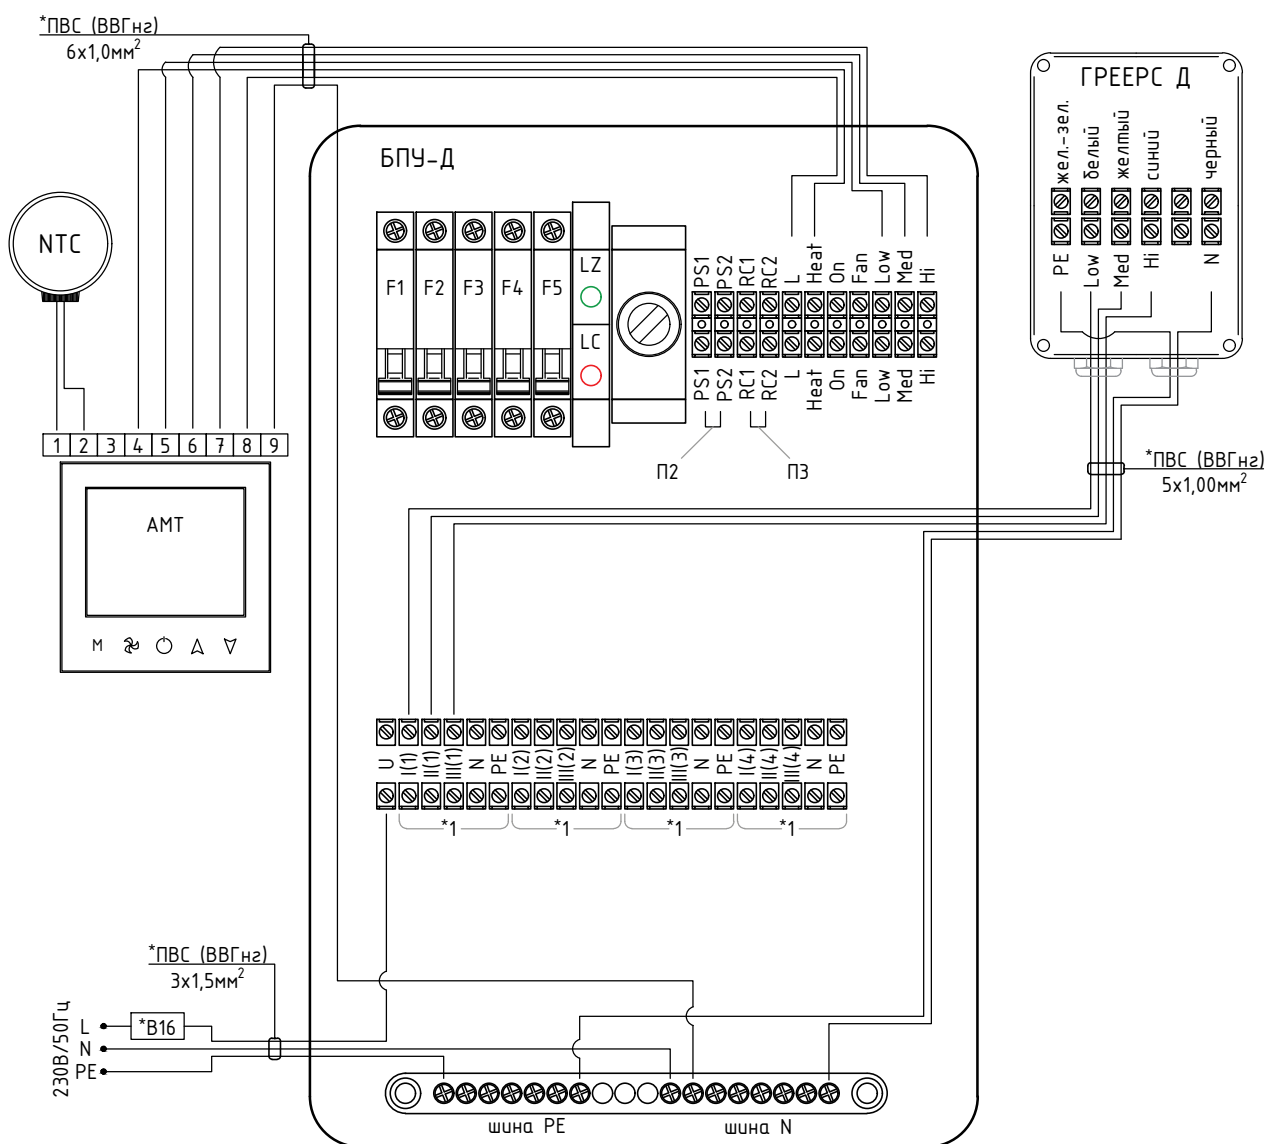 *ПВС (ВВГнг)
6х1,0мм²
ГРЕЕРС Д
жел.-зел.
белый
желтый
синий
черный
PE
Low
Med
Hi
N
БПУ-Д
NTC
F1 F2 F3 F4 F5
LZ
LC
PS1 PS2 RC1 RC2 L Heat On Fan Low Med Hi
PS1 PS2 RC1 RC2 L Heat On Fan Low Med Hi
П2
П3
1 2 3 4 5 6 7 8 9
АМТ
М
*ПВС (ВВГнг)
5х1,00мм²
U I(1) II(1) III(1) N PE I(2) II(2) III(2) N PE I(3) II(3) III(3) N PE I(4) II(4) III(4) N PE
*1 *1 *1 *1
*ПВС (ВВГнг)
3х1,5мм²
230В/50Гц
L
*В16
N
PE
шина PE
шина N